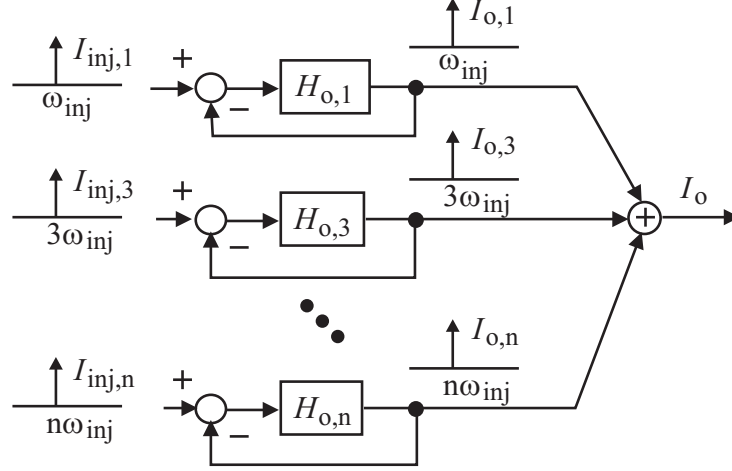 I_inj,1
ω_inj
+
−
H_o,1
I_o,1
ω_inj
I_inj,3
3ω_inj
+
−
H_o,3
I_o,3
3ω_inj
+
I_o
I_inj,n
nω_inj
+
−
H_o,n
I_o,n
nω_inj